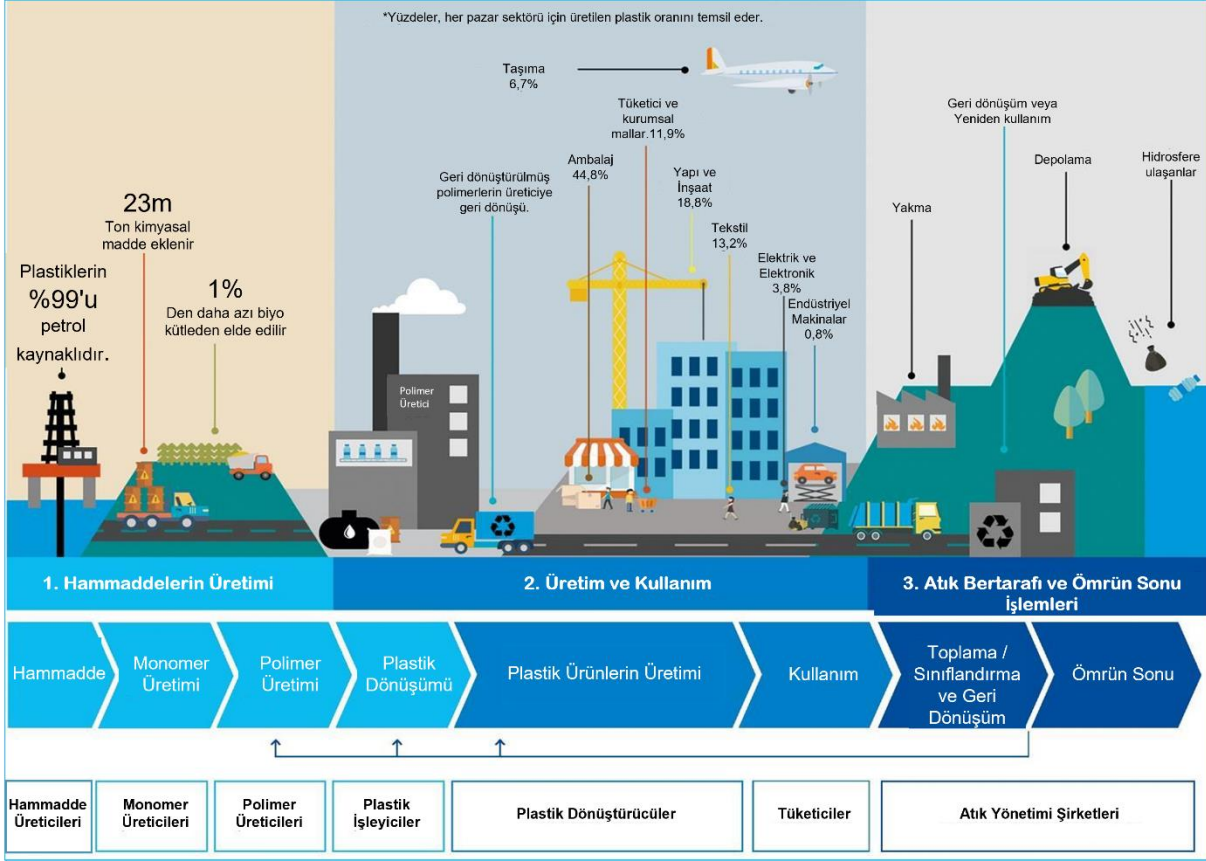 *Yüzdeler, her pazar sektörü için üretilen plastik oranını temsil eder.
Taşıma
6,7%
Tüketici ve
kurumsal
mallar.11,9%
Geri dönüşüm veya
Yeniden kullanım
Ambalaj
44,8%
Yapı ve
İnşaat
18,8%
Depolama
Hidrosfere
ulaşanlar
Geri dönüştürülmüş
polimerlerin üreticiye
geri dönüşü.
23m
Ton kimyasal
madde eklenir
Yakma
Tekstil
13,2%
Elektrik ve
Elektronik
3,8%
Plastiklerin
%99'u
petrol
kaynaklıdır.
1%
Den daha azı biyo
kütleden elde edilir
Endüstriyel
Makinalar
0,8%
Polimer
Üretici
1. Hammaddelerin Üretimi
2. Üretim ve Kullanım
3. Atık Bertarafı ve Ömrün Sonu
İşlemleri
Hammadde
Monomer
Üretimi
Polimer
Üretimi
Plastik
Dönüşümü
Plastik Ürünlerin Üretimi
Kullanım
Toplama /
Sınıflandırma
ve Geri
Dönüşüm
Ömrün Sonu
Hammadde
Üreticileri
Monomer
Üreticileri
Polimer
Üreticileri
Plastik
İşleyiciler
Plastik Dönüştürücüler
Tüketiciler
Atık Yönetimi Şirketleri